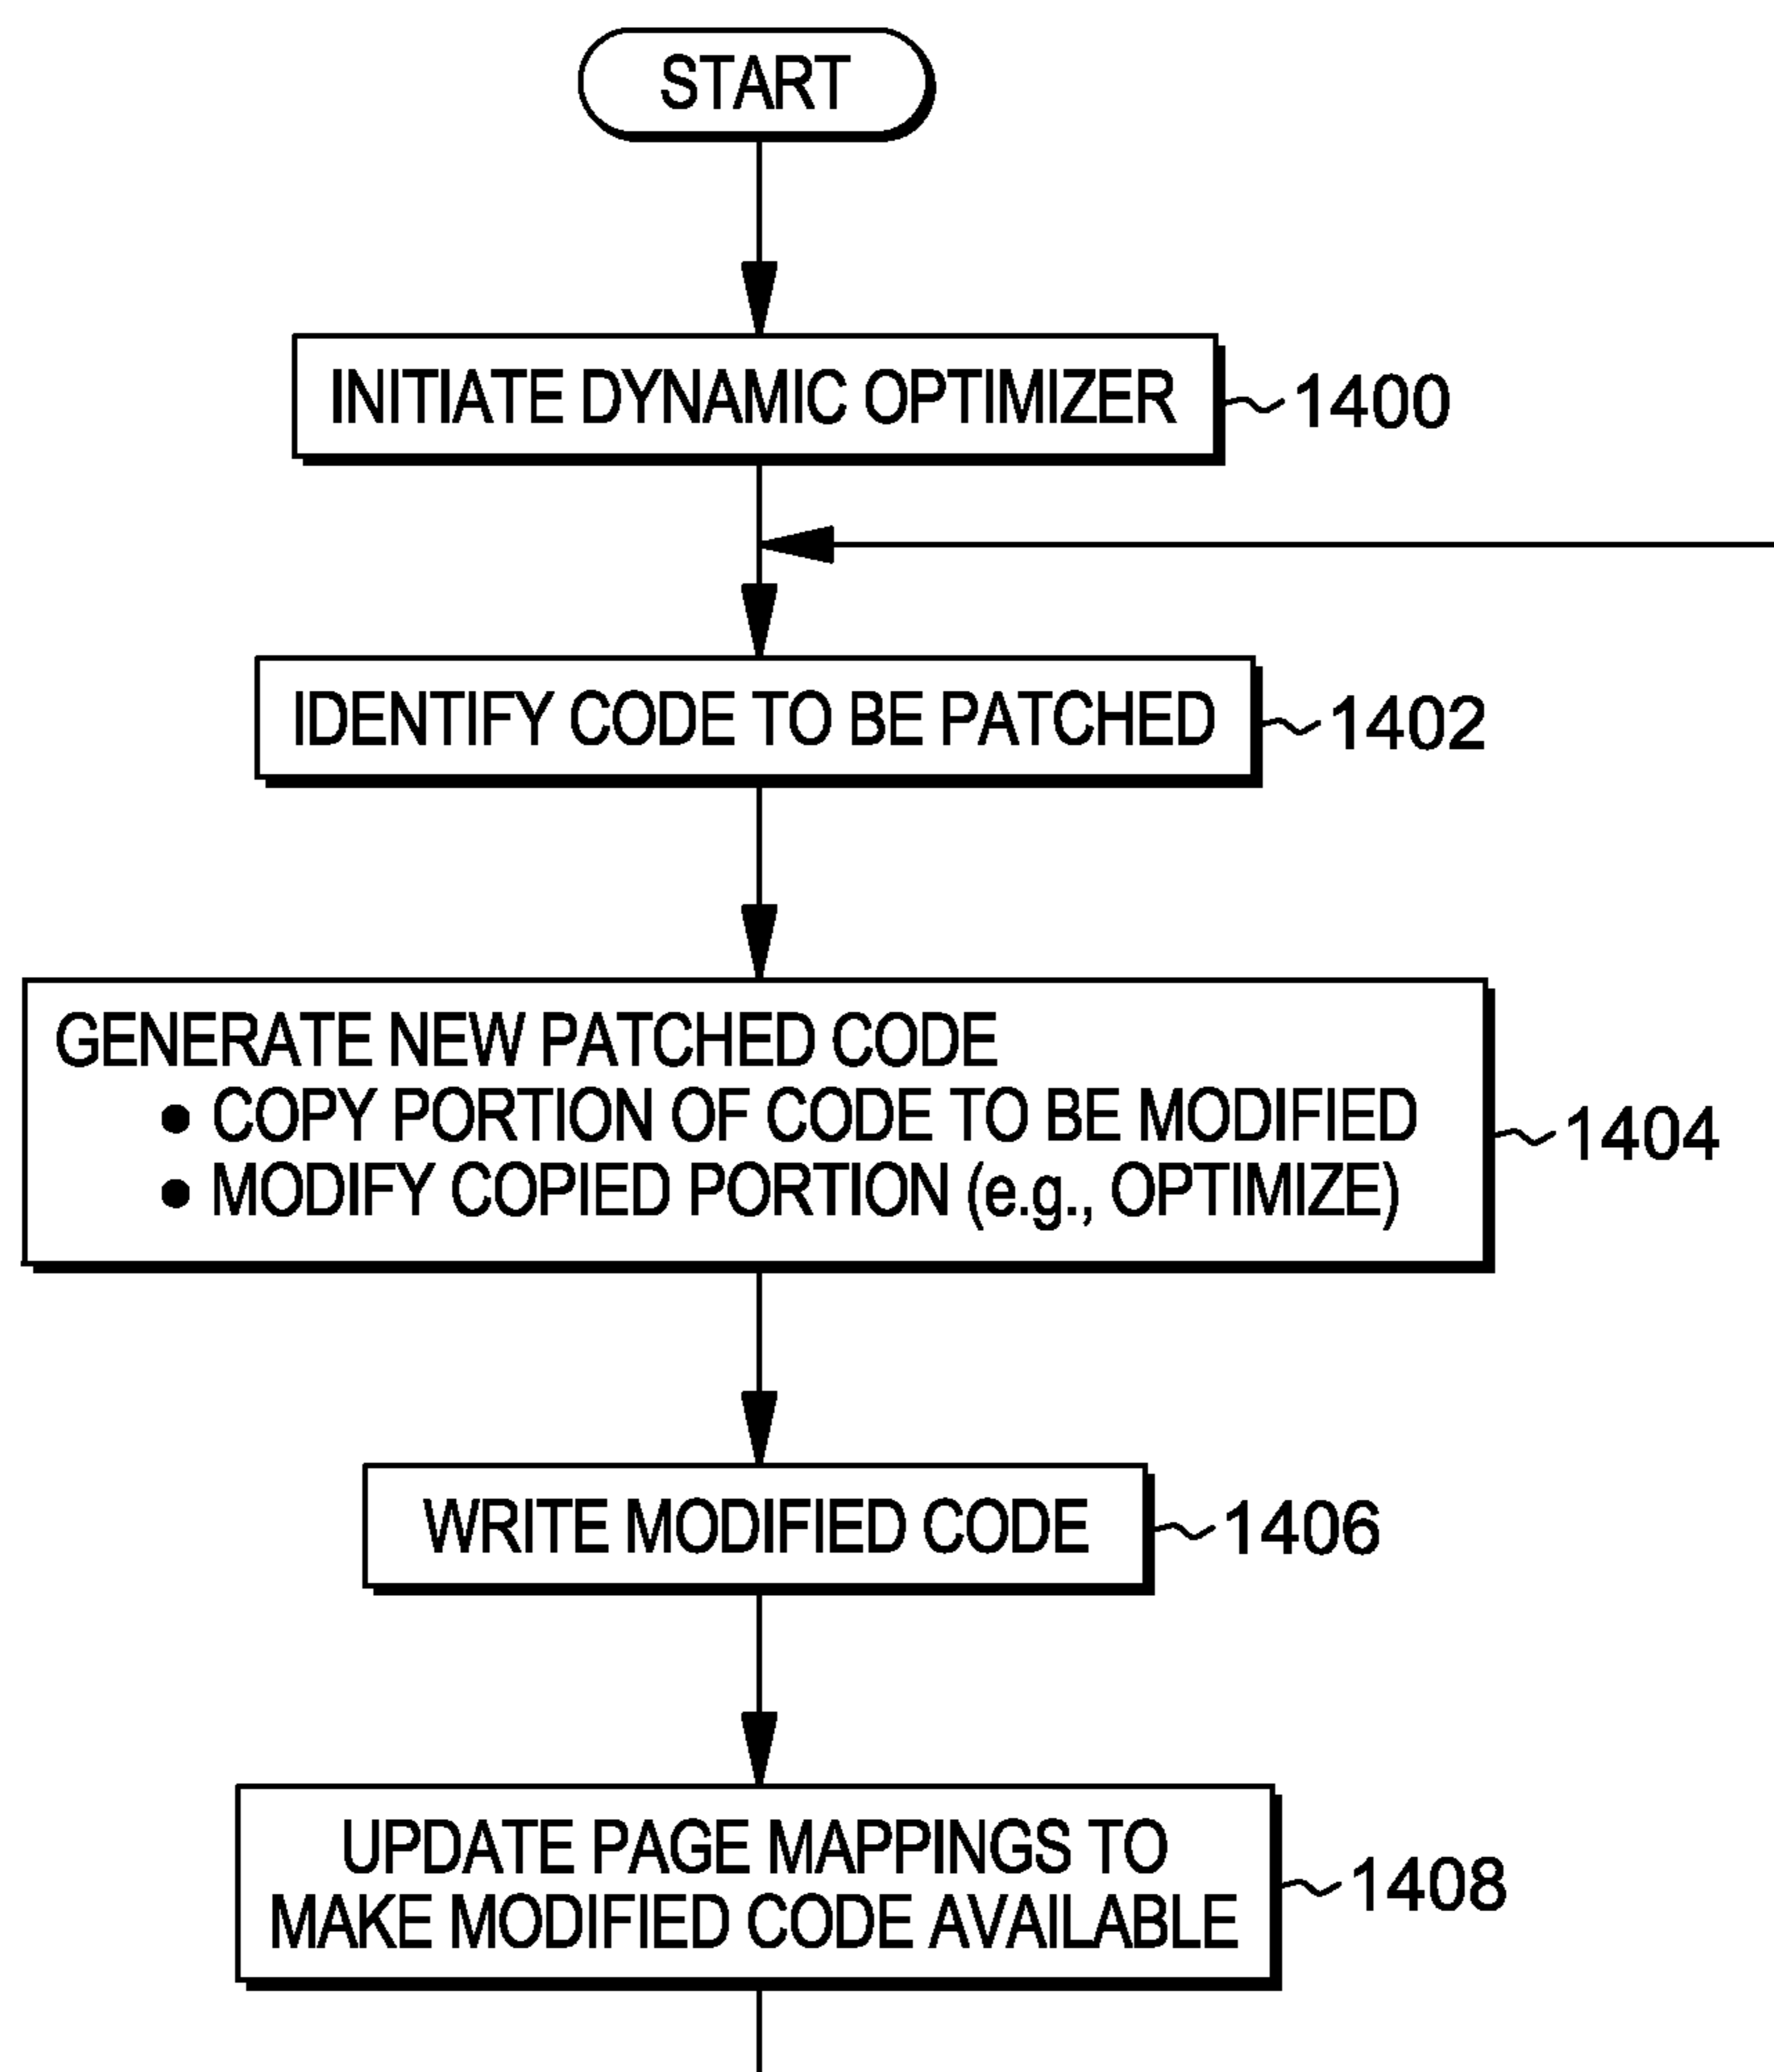 START
INITIATE DYNAMIC OPTIMIZER
1400
IDENTIFY CODE TO BE PATCHED
1402
GENERATE NEW PATCHED CODE
● COPY PORTION OF CODE TO BE MODIFIED
● MODIFY COPIED PORTION (e.g., OPTIMIZE)
1404
WRITE MODIFIED CODE
1406
UPDATE PAGE MAPPINGS TO
MAKE MODIFIED CODE AVAILABLE
1408